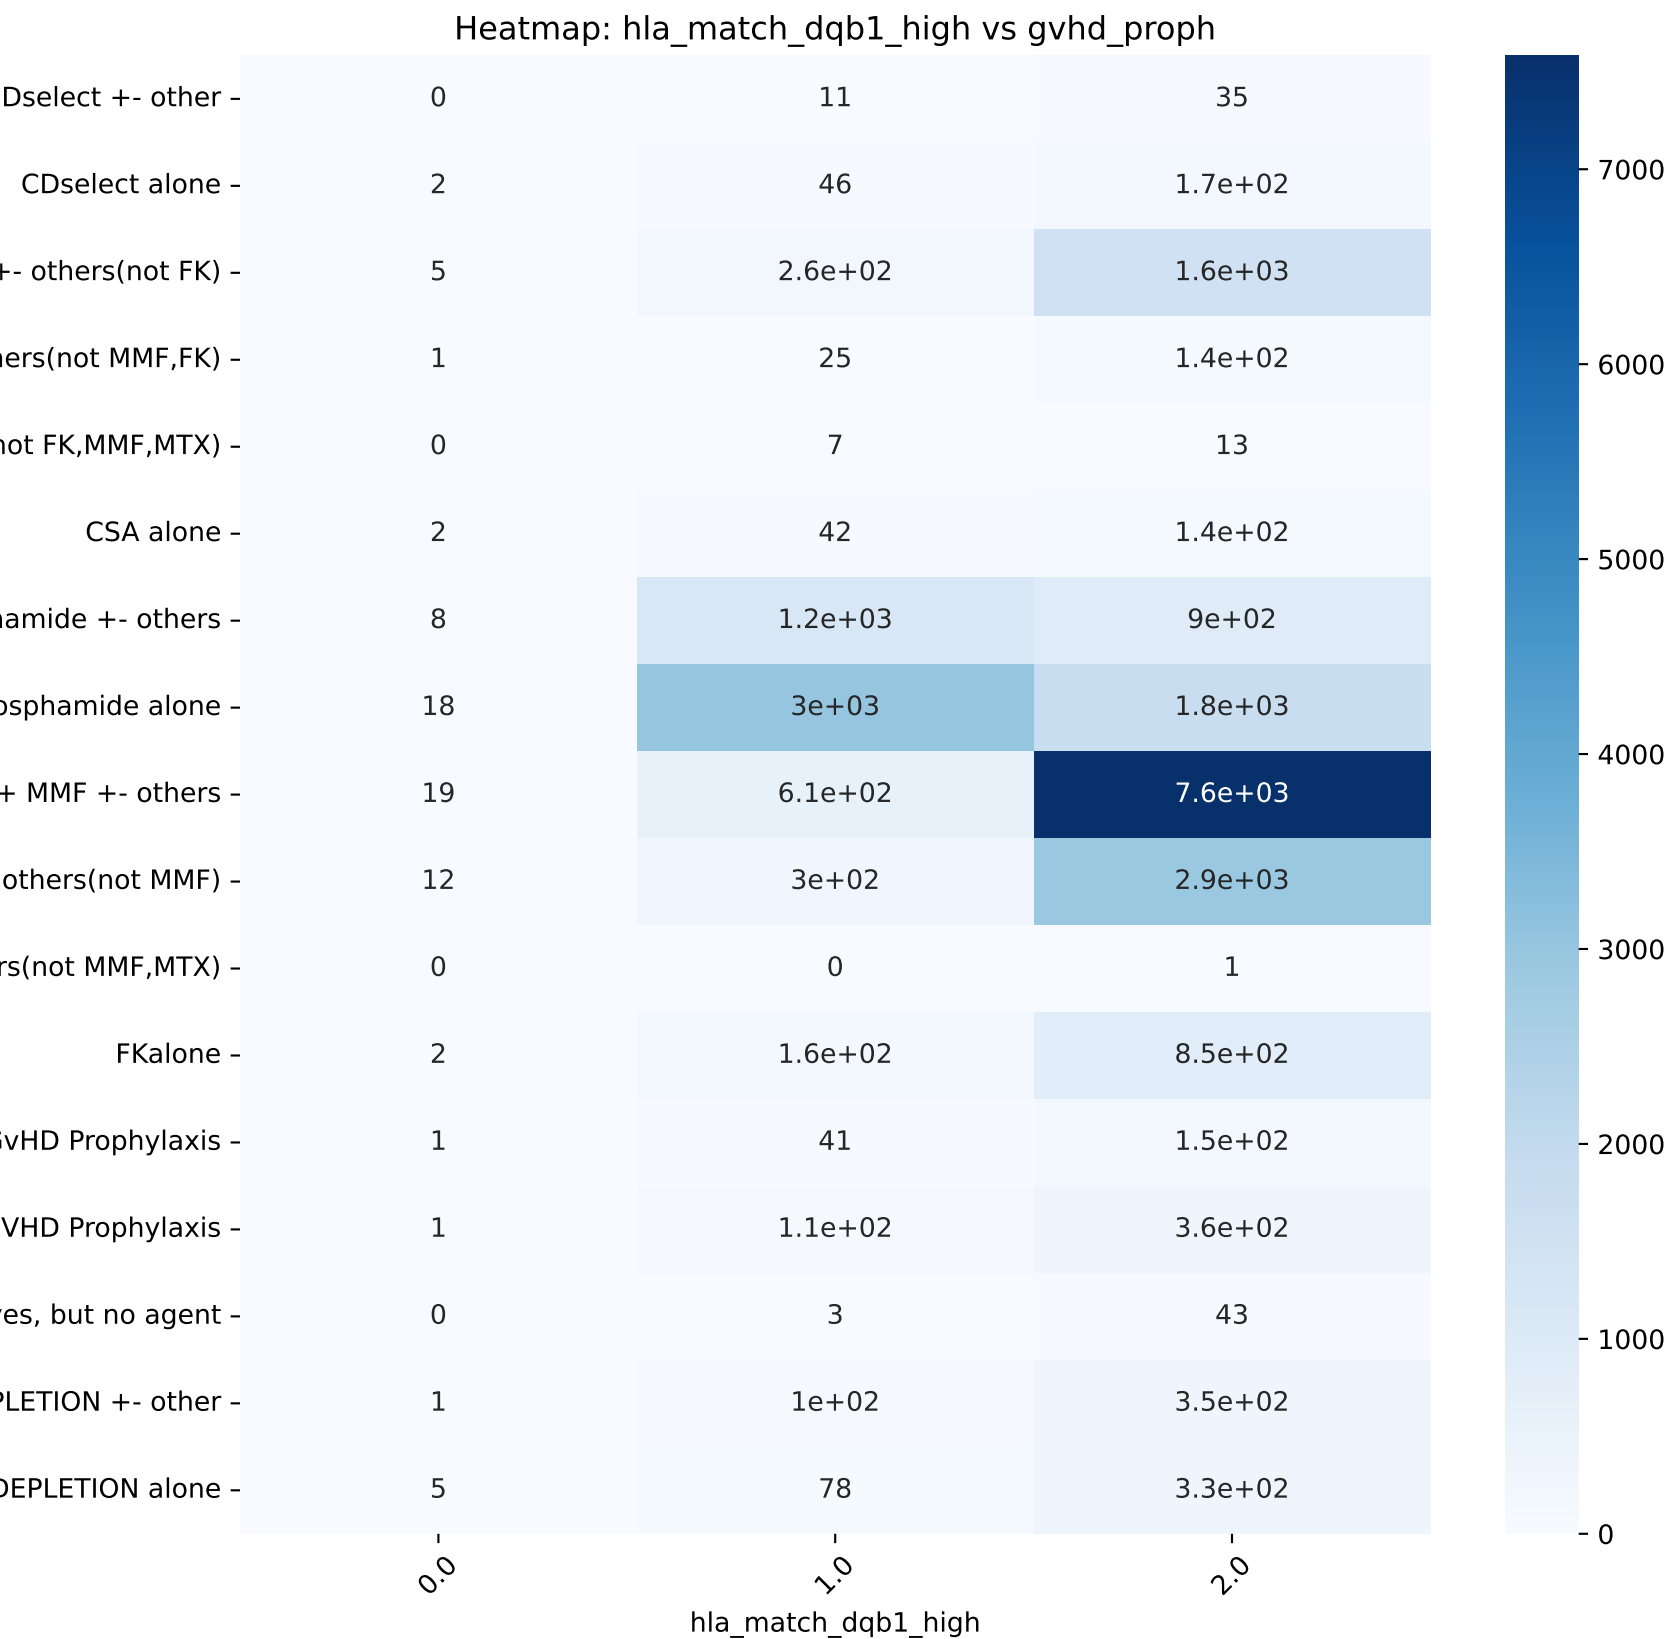 Heatmap: hla_match_dqb1_high vs gvhd_proph
Dselect +- other 0 11 35
CDselect alone 2 46 1.7e+02
+- others(not FK) 5 2.6e+02 1.6e+03
ers(not MMF,FK) 1 25 1.4e+02
not FK,MMF,MTX) 0 7 13
CSA alone 2 42 1.4e+02
amide +- others 8 1.2e+03 9e+02
osphamide alone 18 3e+03 1.8e+03
+ MMF +- others 19 6.1e+02 7.6e+03
others(not MMF) 12 3e+02 2.9e+03
rs(not MMF,MTX) 0 0 1
FKalone 2 1.6e+02 8.5e+02
GvHD Prophylaxis 1 41 1.5e+02
VHD Prophylaxis 1 1.1e+02 3.6e+02
es, but no agent 0 3 43
PLETION +- other 1 1e+02 3.5e+02
DEPLETION alone 5 78 3.3e+02
0.0 1.0 2.0
hla_match_dqb1_high
7000
6000
5000
4000
3000
2000
1000
0